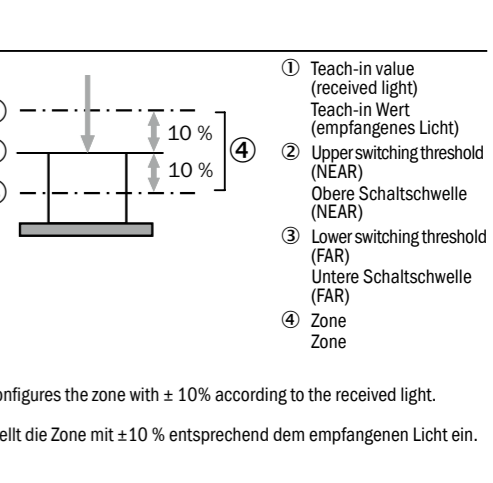 10 %
10 %
④
① Teach-in value
(received light)
Teach-in Wert
(empfangenes Licht)
② Upper switching threshold
(NEAR)
Obere Schaltschwelle
(NEAR)
③ Lower switching threshold
(FAR)
Untere Schaltschwelle
(FAR)
④ Zone
Zone
the zone with ± 10% according to the received light.
die Zone mit ±10 % entsprechend dem empfangenen Licht ein.